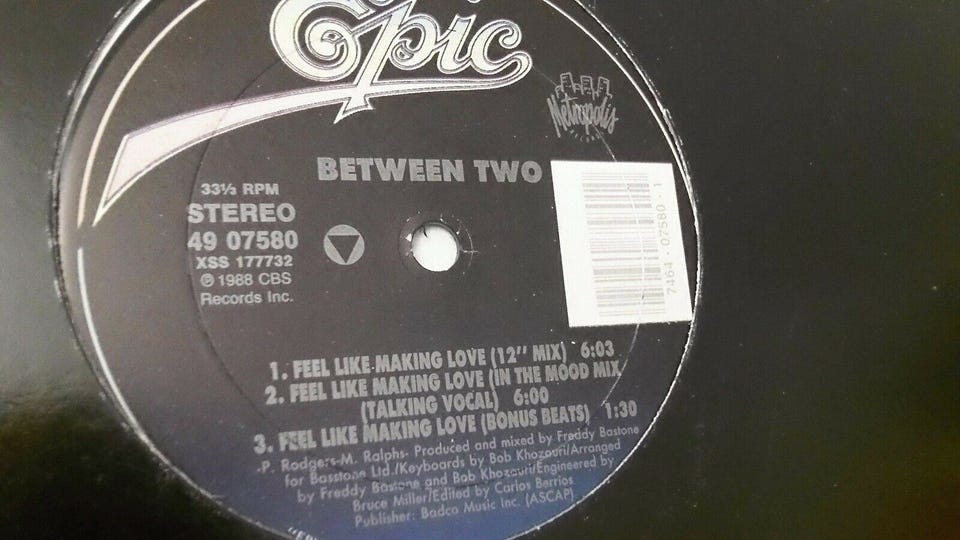 Epic
Metropolis
BETWEEN TWO
33⅓ RPM
STEREO
49 07580
XSS 177732
℗ 1988 CBS
Records Inc.
7464 - 07580 - 1
1. FEEL LIKE MAKING LOVE (12" MIX) 6:03
2. FEEL LIKE MAKING LOVE (IN THE MOOD MIX
(TALKING VOCAL) 6:00
3. FEEL LIKE MAKING LOVE (BONUS BEATS) 1:30
-P. Rodgers-M. Ralphs- Produced and mixed by Freddy Bastone
for Basstone Ltd./Keyboards by Bob Khozouri/Arranged
by Freddy Bastone and Bob Khozouri/Engineered by
Bruce Miller/Edited by Carlos Berrios
Publisher: Badco Music Inc. (ASCAP)